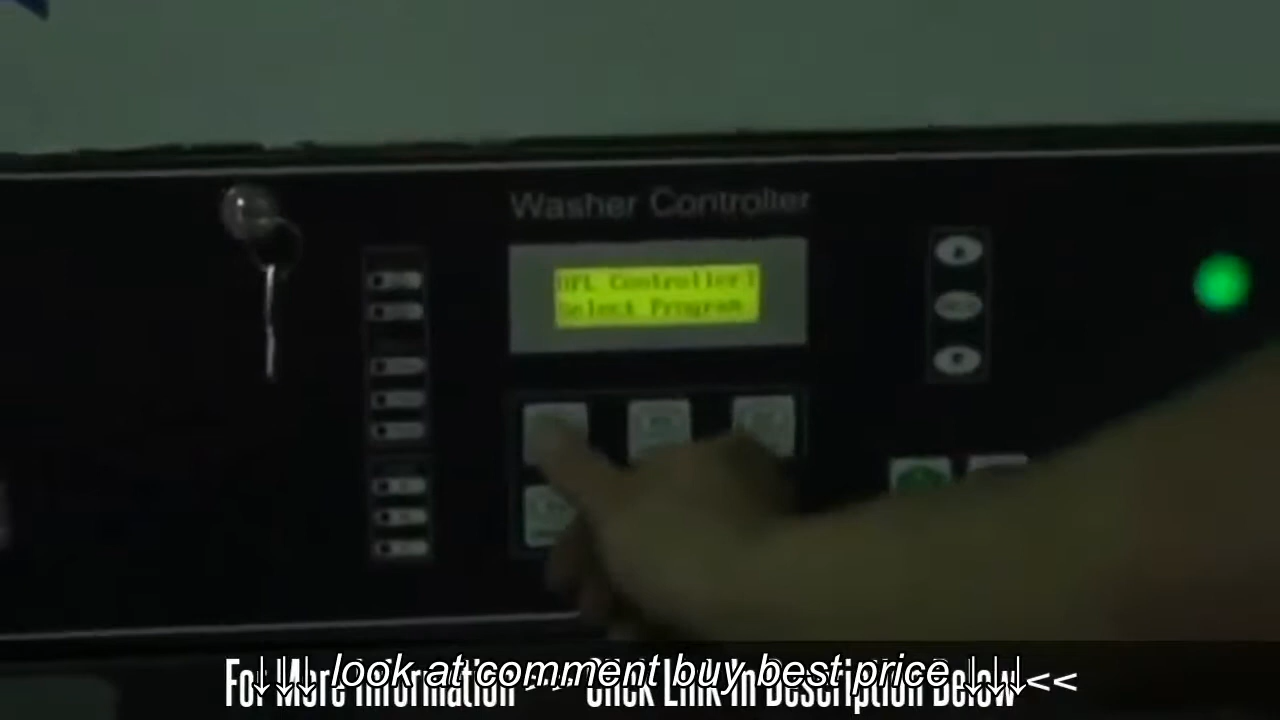 Washer Controller
OPL Controller!
Select Program
↓↓↓ look at comment buy best price ↓↓↓
For More Information >> Click Link In Description Below <<